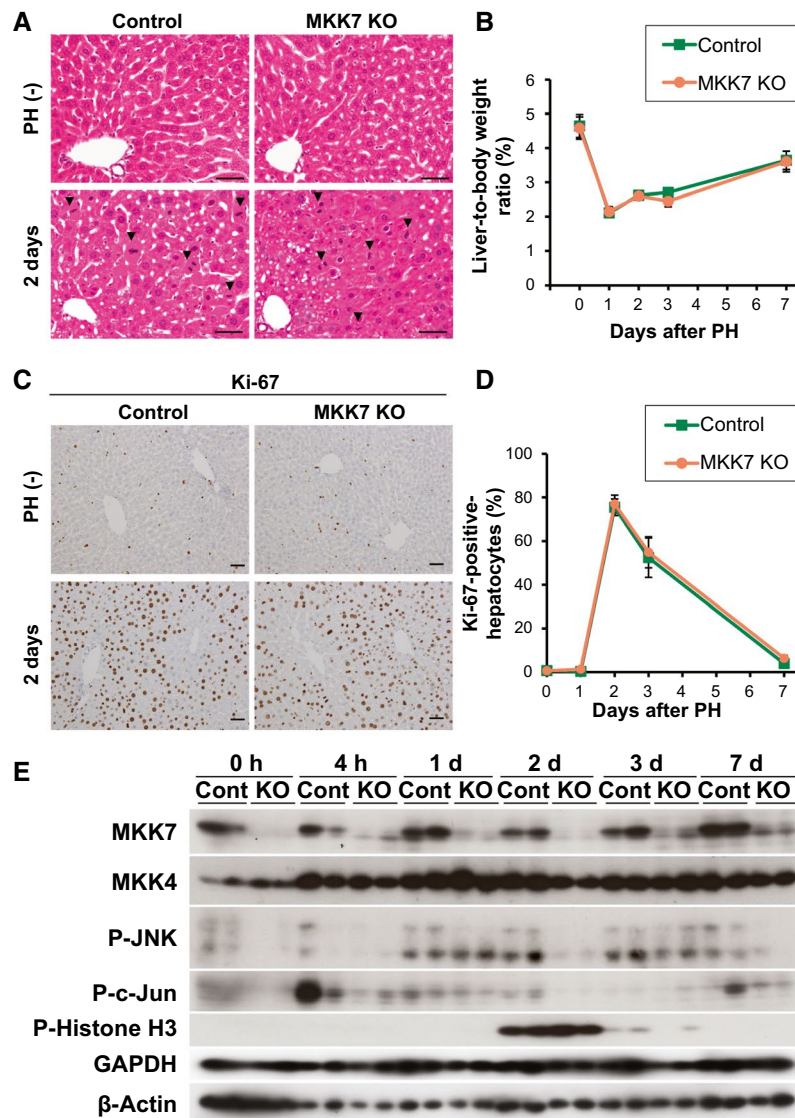 A
Control
MKK7 KO
PH (-)
2 days
B
Control
MKK7 KO
Liver-to-body weight
ratio (%)
6
5
4
3
2
1
0
0 1 2 3 4 5 6 7
Days after PH
C
Ki-67
Control
MKK7 KO
PH (-)
2 days
D
Control
MKK7 KO
Ki-67-positive-
hepatocytes (%)
100
80
60
40
20
0
0 1 2 3 4 5 6 7
Days after PH
E
0 h 4 h 1 d 2 d 3 d 7 d
Cont KO Cont KO Cont KO Cont KO Cont KO Cont KO
MKK7
MKK4
P-JNK
P-c-Jun
P-Histone H3
GAPDH
β-Actin